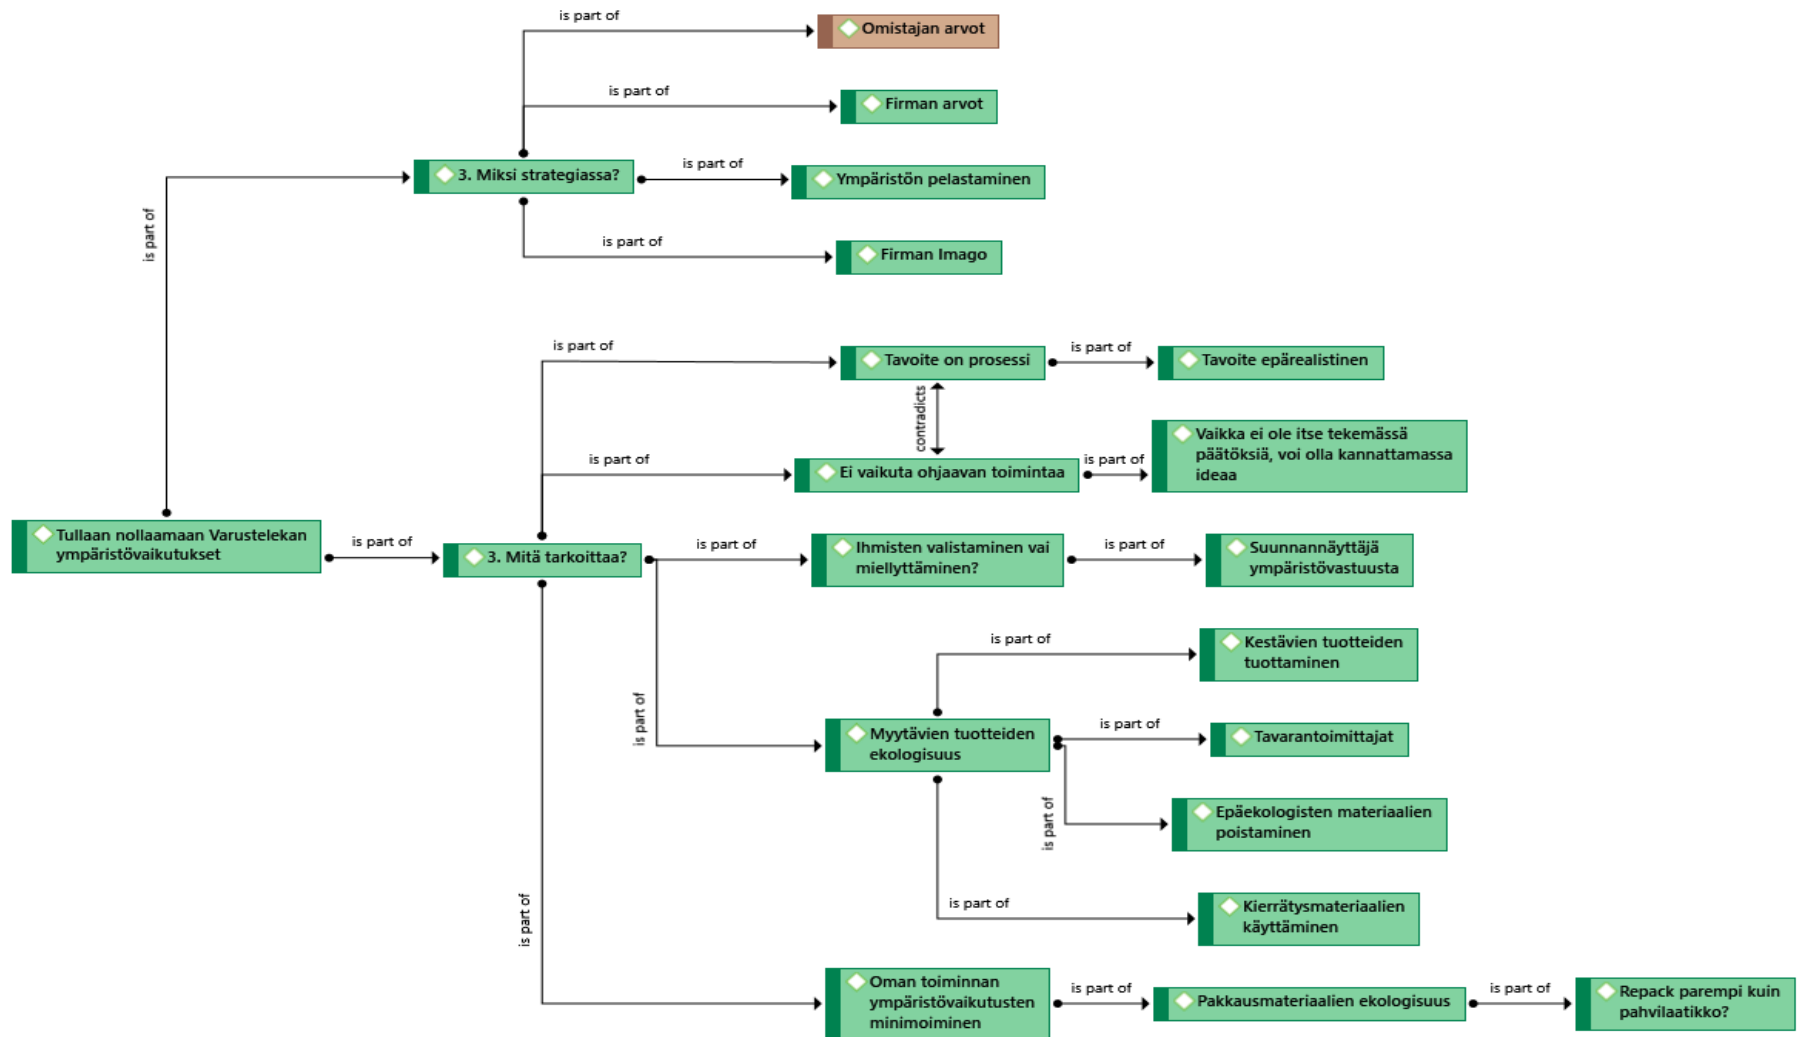 is part of
Omistajan arvot
is part of
Firman arvot
is part of
3. Miksi strategiassa?
is part of
Ympäristön pelastaminen
is part of
is part of
Firman Imago
is part of
Tavoite on prosessi
is part of
Tavoite epärealistinen
contradicts
is part of
Ei vaikuta ohjaavan toimintaa
is part of
Vaikka ei ole itse tekemässä
päätöksiä, voi olla kannattamassa
ideaa
Tullaan nollaamaan Varustelekan
ympäristövaikutukset
is part of
3. Mitä tarkoittaa?
is part of
Ihmisten valistaminen vai
miellyttäminen?
is part of
Suunnannäyttäjä
ympäristövastuusta
is part of
Kestävien tuotteiden
tuottaminen
is part of
Myytävien tuotteiden
ekologisuus
is part of
Tavarantoimittajat
is part of
Epäekologisten materiaalien
poistaminen
is part of
Kierrätysmateriaalien
käyttäminen
is part of
Oman toiminnan
ympäristövaikutusten
minimoiminen
is part of
Pakkausmateriaalien ekologisuus
is part of
Repack parempi kuin
pahvilaatikko?